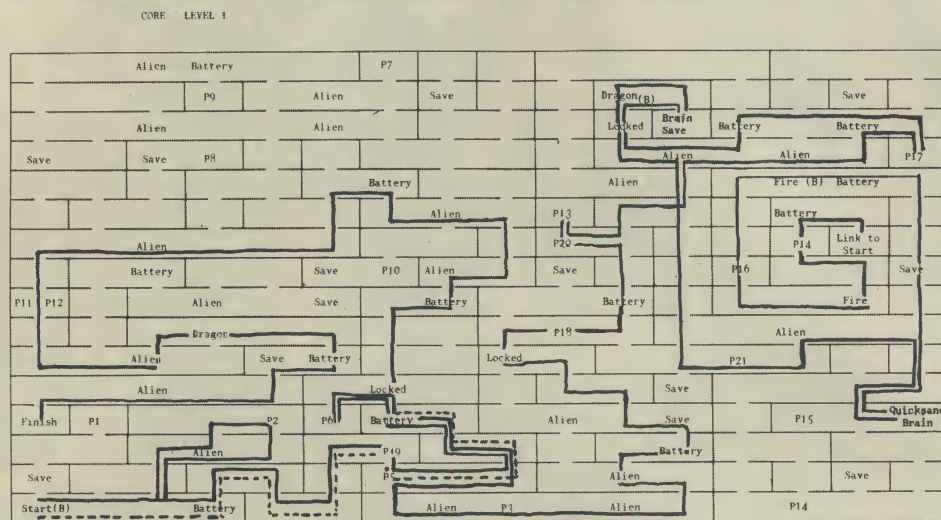 CORE LEVEL 1
Alien Battery P7
P9 Alien Save Dragon (B) Save
Alien Alien Locked Brain Save Battery Battery
Save Save P8 Alien Alien P17
Battery Alien Fire (B) Battery
Alien P13 Battery
Alien P20 P14 Link to Start
Battery Save P10 Alien Save P16 Save
P11 P12 Alien Save Battery Battery Fire
Dragon P18 Alien
Alien Save Battery Locked P21
Alien Locked Save
Finish P1 P2 P6 Battery Alien Save P15 Quicksand Brain
Alien P19 Battery
Save Alien Save
Start(B) Battery Alien P3 Alien P14